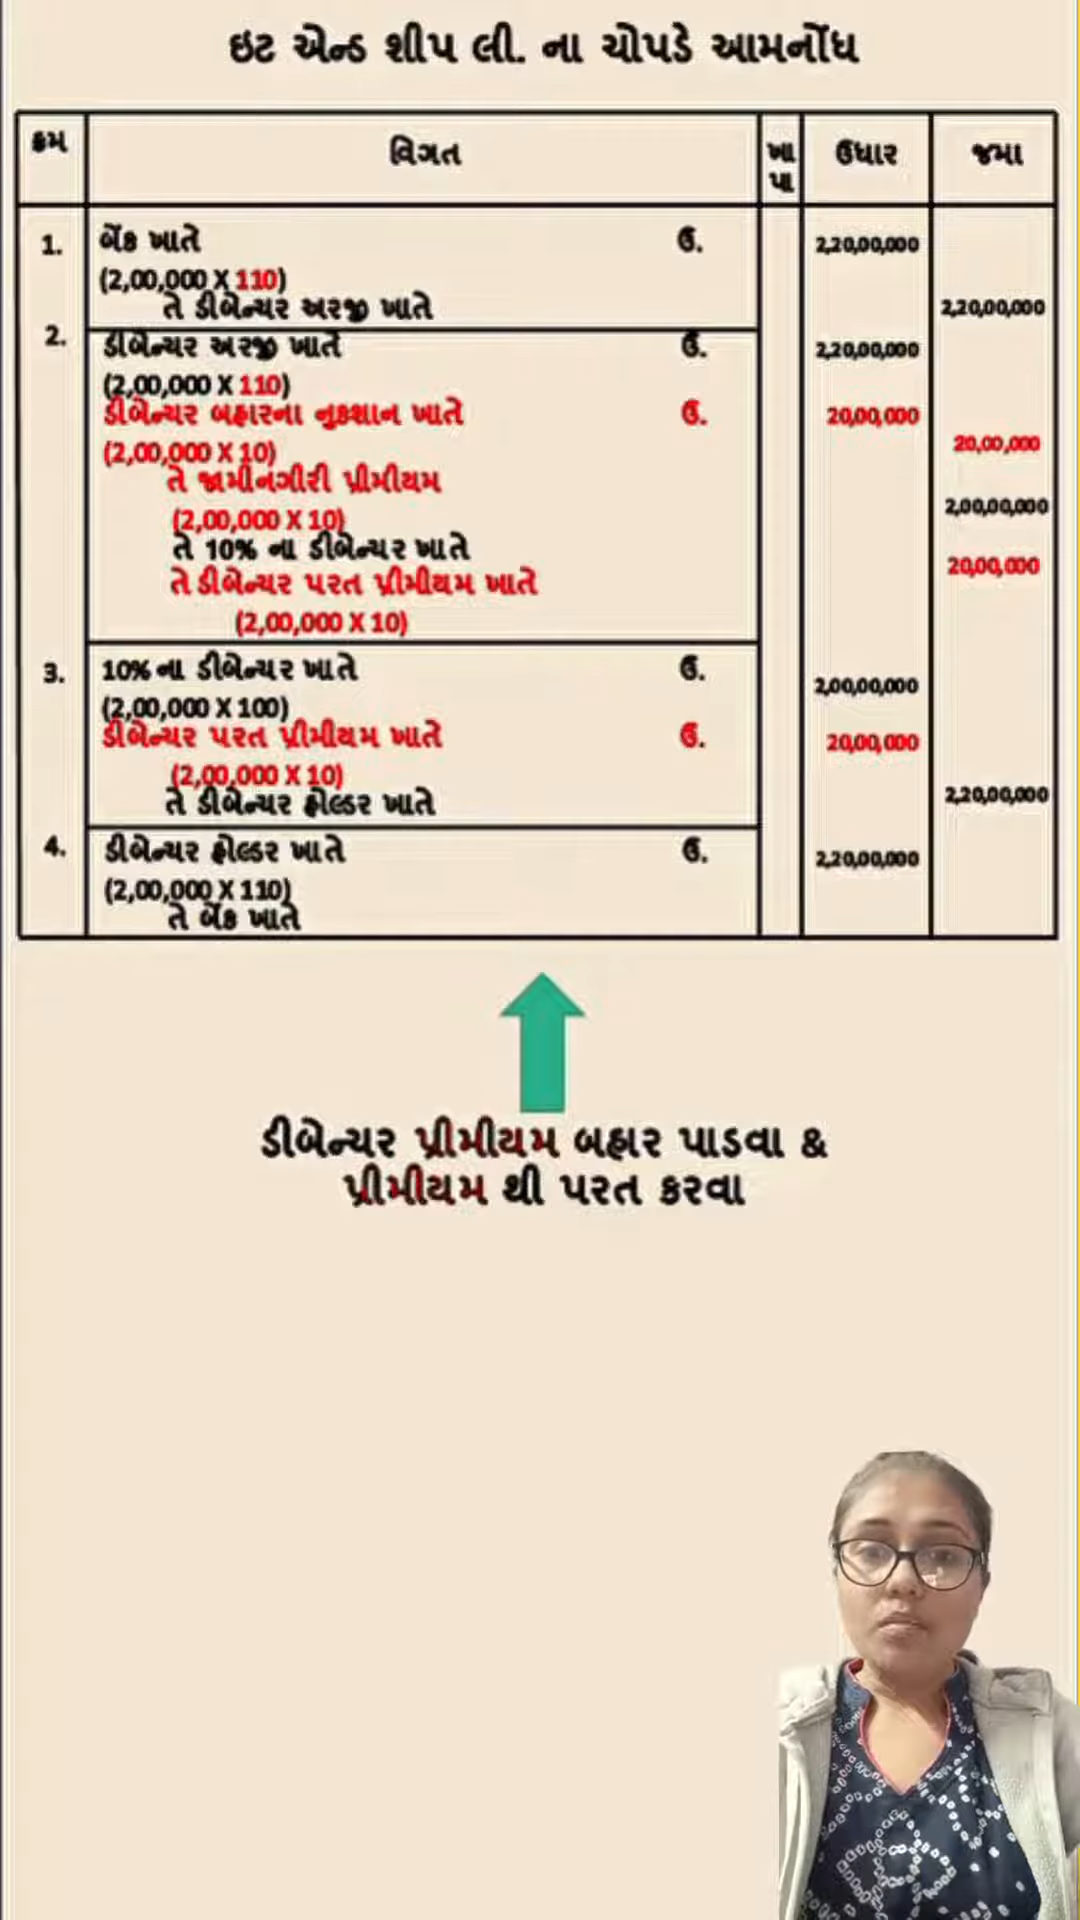 ઇટ એન્ડ શીપ લી. ના ચોપડે આમનોંધ
ક્રમ વિગત ખા પા ઉધાર જમા
1. બેંક ખાતે ઉ. 2,20,00,000
(2,00,000 X 110)
તે ડીબેન્ચર અરજી ખાતે 2,20,00,000
2. ડીબેન્ચર અરજી ખાતે ઉ. 2,20,00,000
(2,00,000 X 110)
ડીબેન્ચર બહારના નુકશાન ખાતે ઉ. 20,00,000
(2,00,000 X 10) 20,00,000
તે જામીનગીરી પ્રીમીયમ
(2,00,000 X 10) 2,00,00,000
તે 10% ના ડીબેન્ચર ખાતે 20,00,000
તે ડીબેન્ચર પરત પ્રીમીયમ ખાતે
(2,00,000 X 10)
3. 10% ના ડીબેન્ચર ખાતે ઉ. 2,00,00,000
(2,00,000 X 100)
ડીબેન્ચર પરત પ્રીમીયમ ખાતે ઉ. 20,00,000
(2,00,000 X 10)
તે ડીબેન્ચર હોલ્ડર ખાતે 2,20,00,000
4. ડીબેન્ચર હોલ્ડર ખાતે ઉ. 2,20,00,000
(2,00,000 X 110)
તે બેંક ખાતે
ડીબેન્ચર પ્રીમીયમ બહાર પાડવા &
પ્રીમીયમ થી પરત કરવા